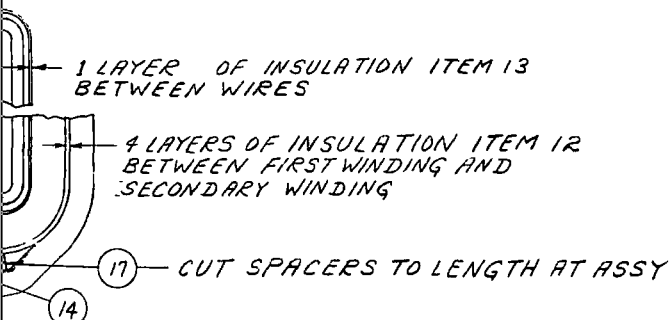 1 LAYER OF INSULATION ITEM 13
BETWEEN WIRES
4 LAYERS OF INSULATION ITEM 12
BETWEEN FIRST WINDING AND
SECONDARY WINDING
17 CUT SPACERS TO LENGTH AT ASSY
14